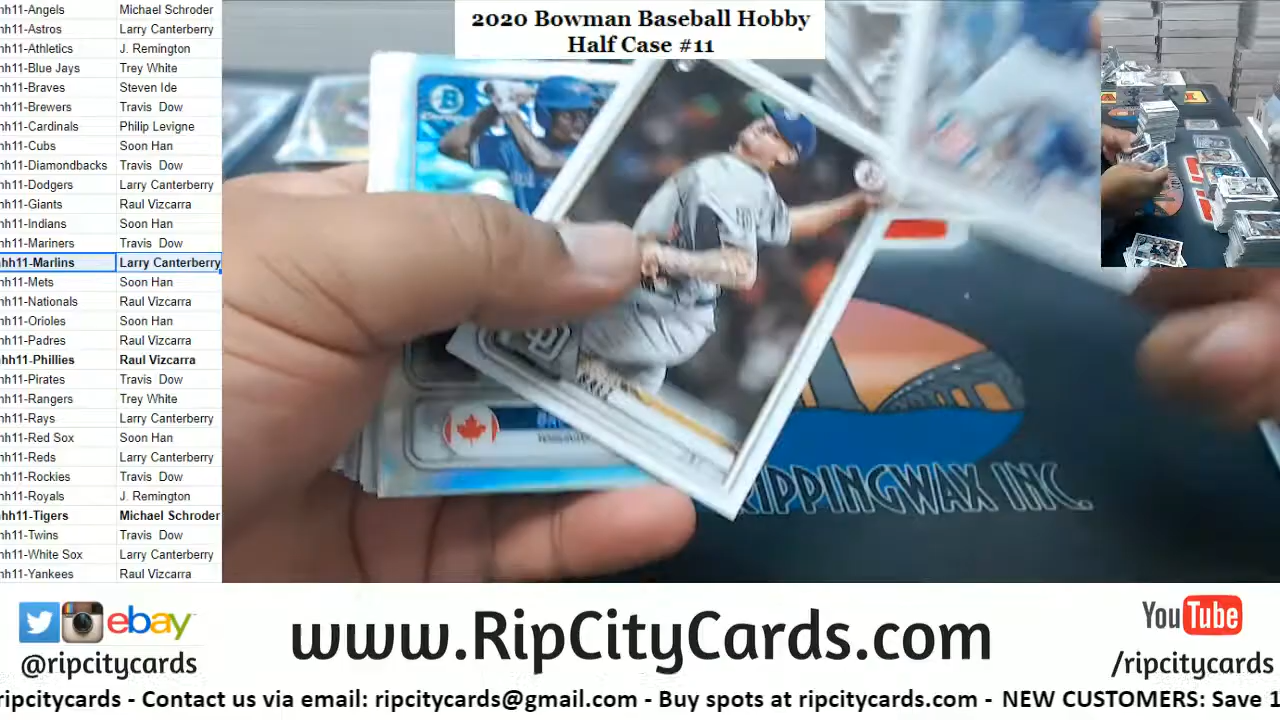 2020 Bowman Baseball Hobby
Half Case #11
hh11-Angels Michael Schroder
hh11-Astros Larry Canterberry
hh11-Athletics J. Remington
hh11-Blue Jays Trey White
hh11-Braves Steven Ide
hh11-Brewers Travis Dow
hh11-Cardinals Philip Levigne
hh11-Cubs Soon Han
hh11-Diamondbacks Travis Dow
hh11-Dodgers Larry Canterberry
hh11-Giants Raul Vizcarra
hh11-Indians Soon Han
hh11-Mariners Travis Dow
hh11-Marlins Larry Canterberry
hh11-Mets Soon Han
hh11-Nationals Raul Vizcarra
hh11-Orioles Soon Han
hh11-Padres Raul Vizcarra
hh11-Phillies Raul Vizcarra
hh11-Pirates Travis Dow
hh11-Rangers Trey White
hh11-Rays Larry Canterberry
hh11-Red Sox Soon Han
hh11-Reds Larry Canterberry
hh11-Rockies Travis Dow
hh11-Royals J. Remington
hh11-Tigers Michael Schroder
hh11-Twins Travis Dow
hh11-White Sox Larry Canterberry
hh11-Yankees Raul Vizcarra
B
SD
RIPPINGWAX INC.
ebay
@ripcitycards
www.RipCityCards.com
YouTube
/ripcitycards
ripcitycards - Contact us via email: ripcitycards@gmail.com - Buy spots at ripcitycards.com - NEW CUSTOMERS: Save 1